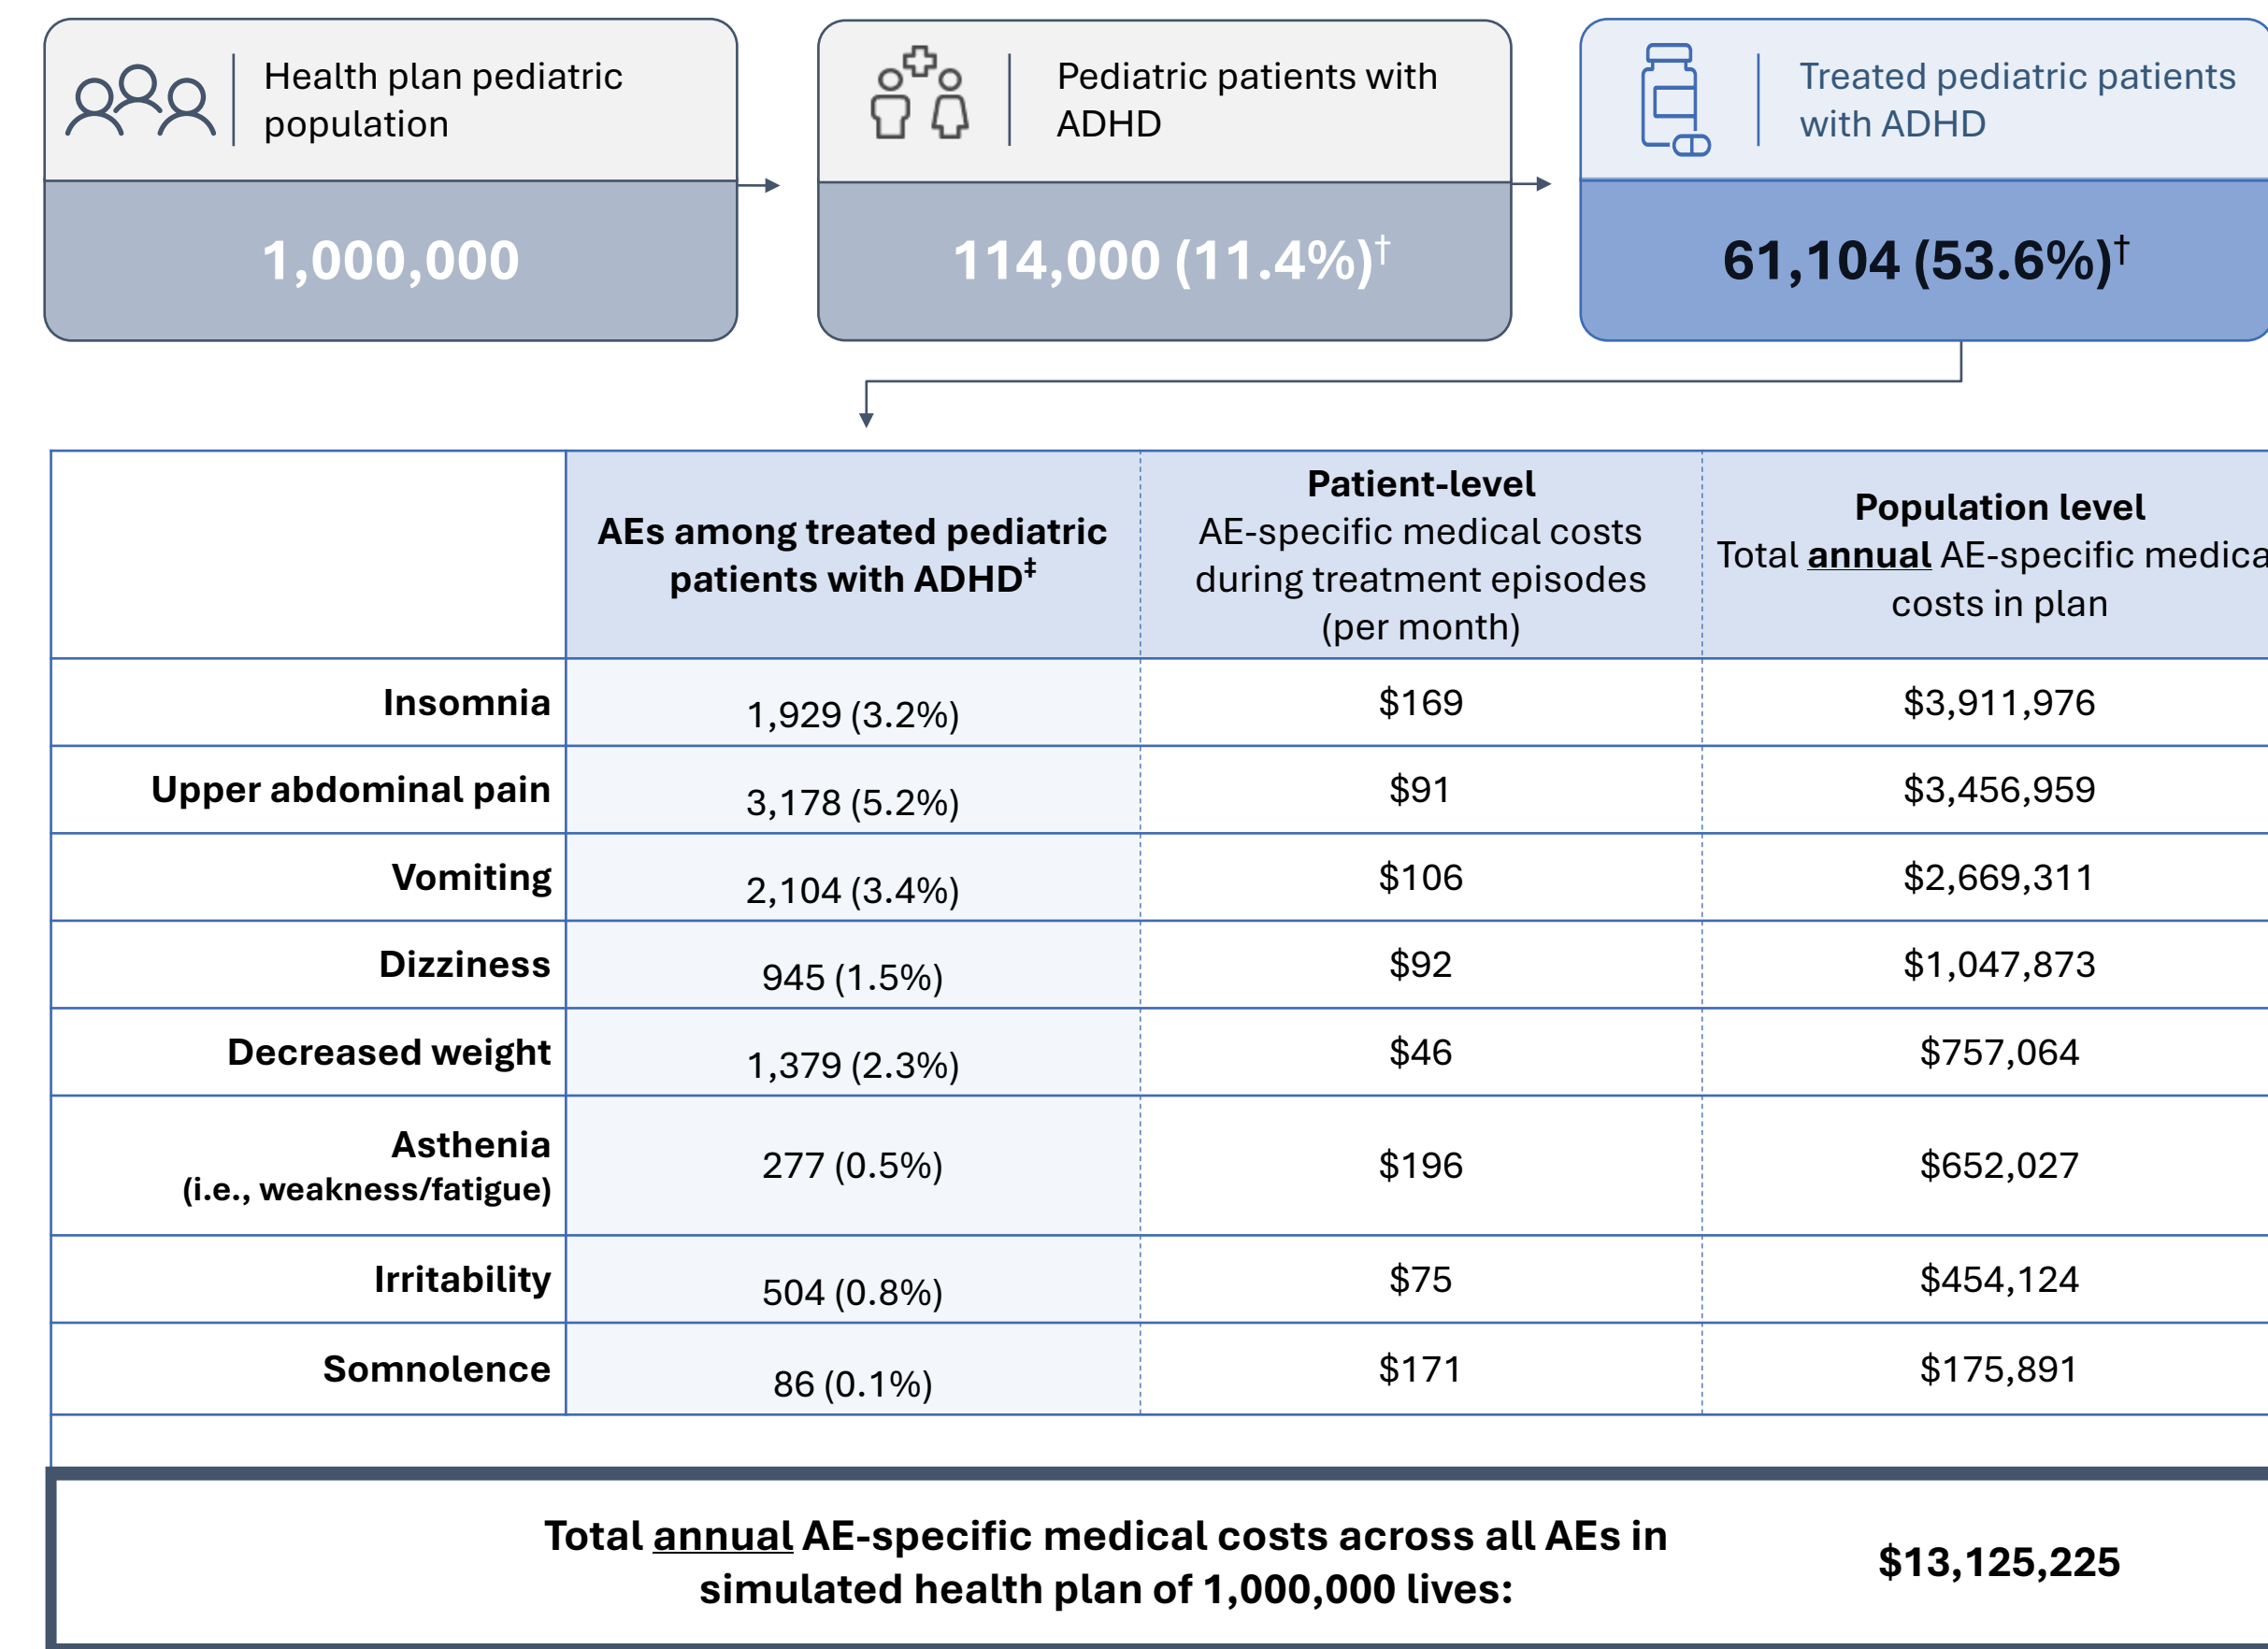 Health plan pediatric
population
1,000,000
Pediatric patients with
ADHD
114,000 (11.4%)†
Treated pediatric patients
with ADHD
61,104 (53.6%)†
AEs among treated pediatric
patients with ADHD‡
Patient-level
AE-specific medical costs
during treatment episodes
(per month)
Population level
Total annual AE-specific medica
costs in plan
Insomnia 1,929 (3.2%) $169 $3,911,976
Upper abdominal pain 3,178 (5.2%) $91 $3,456,959
Vomiting 2,104 (3.4%) $106 $2,669,311
Dizziness 945 (1.5%) $92 $1,047,873
Decreased weight 1,379 (2.3%) $46 $757,064
Asthenia
(i.e., weakness/fatigue) 277 (0.5%) $196 $652,027
Irritability 504 (0.8%) $75 $454,124
Somnolence 86 (0.1%) $171 $175,891
Total annual AE-specific medical costs across all AEs in
simulated health plan of 1,000,000 lives:
$13,125,225